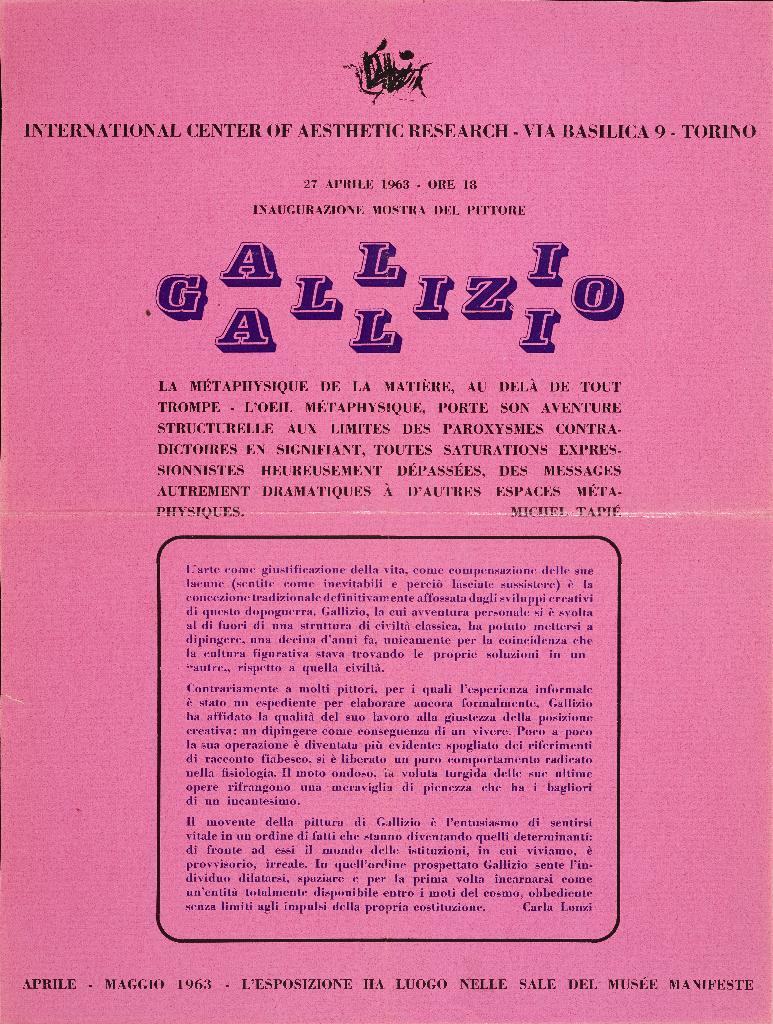 INTERNATIONAL CENTER OF AESTHETIC RESEARCH - VIA BASILICA 9 - TORINO
27 APRILE 1963 - ORE 18
INAUGURAZIONE MOSTRA DEL PITTORE
A L I
GALLIZIO
A L I
LA MÉTAPHYSIQUE DE LA MATIÈRE, AU DELÀ DE TOUT
TROMPE - L'OEIL MÉTAPHYSIQUE, PORTE SON AVENTURE
STRUCTURELLE AUX LIMITES DES PAROXYSMES CONTRA-
DICTOIRES EN SIGNIFIANT, TOUTES SATURATIONS EXPRES-
SIONNISTES HEUREUSEMENT DÉPASSÉES, DES MESSAGES
AUTREMENT DRAMATIQUES À D'AUTRES ESPACES MÉTA-
PHYSIQUES. MICHEL TAPIÉ
L'arte come giustificazione della vita, come compensazione delle sue
lacune (sentite come inevitabili e perciò lasciate sussistere) è la
concezione tradizionale definitivamente affossata dagli sviluppi creativi
di questo dopoguerra. Gallizio, la cui avventura personale si è svolta
al di fuori di una struttura di civiltà classica, ha potuto mettersi a
dipingere, una decina d'anni fa, unicamente per la coincidenza che
la cultura figurativa stava trovando le proprie soluzioni in un
"autre„ rispetto a quella civiltà.
Contrariamente a molti pittori, per i quali l'esperienza informale
è stato un espediente per elaborare ancora formalmente, Gallizio
ha affidato la qualità del suo lavoro alla giustezza della posizione
creativa: un dipingere come conseguenza di un vivere. Poco a poco
la sua operazione è diventata più evidente: spogliato dei riferimenti
di racconto fiabesco, si è liberato un puro comportamento radicato
nella fisiologia. Il moto ondoso, la voluta turgida delle sue ultime
opere rifrangono una meraviglia di pienezza che ha i bagliori
di un incantesimo.
Il movente della pittura di Gallizio è l'entusiasmo di sentirsi
vitale in un ordine di fatti che stanno diventando quelli determinanti:
di fronte ad essi il mondo delle istituzioni, in cui viviamo, è
provvisorio, irreale. In quell'ordine prospettato Gallizio sente l'in-
dividuo dilatarsi, spaziare e per la prima volta incarnarsi come
un'entità totalmente disponibile entro i moti del cosmo, obbediente
senza limiti agli impulsi della propria costituzione. Carla Lonzi
APRILE - MAGGIO 1963 - L'ESPOSIZIONE HA LUOGO NELLE SALE DEL MUSÉE MANIFESTE